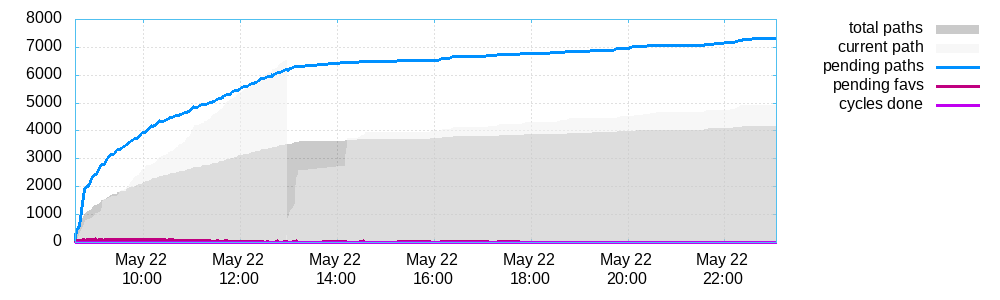 8000
7000
6000
5000
4000
3000
2000
1000
0
May 22 May 22 May 22 May 22 May 22 May 22 May 22
10:00 12:00 14:00 16:00 18:00 20:00 22:00
total paths
current path
pending paths
pending favs
cycles done